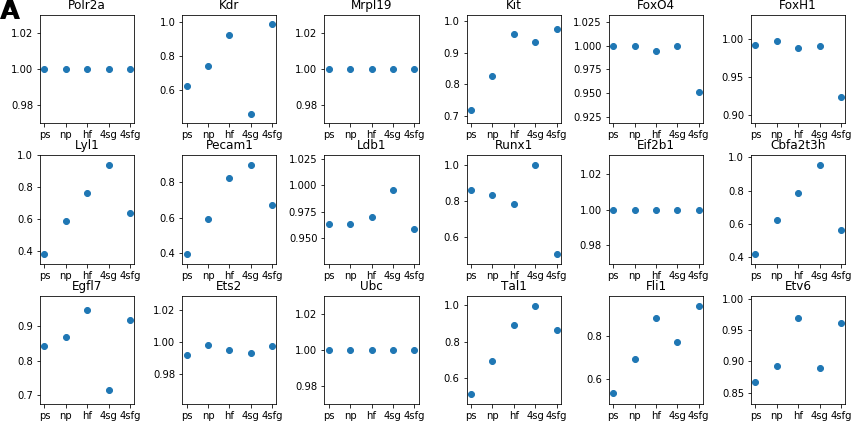 A
Polr2a Kdr Mrpl19 Kit FoxO4 FoxH1
1.02 1.00 0.98 ps np hf 4sg 4sfg
1.0 0.8 0.6 ps np hf 4sg 4sfg
1.02 1.00 0.98 ps np hf 4sg 4sfg
1.0 0.9 0.8 0.7 ps np hf 4sg 4sfg
1.025 1.000 0.975 0.950 0.925 ps np hf 4sg 4sfg
1.00 0.95 0.90 ps np hf 4sg 4sfg
Lyl1 Pecam1 Ldb1 Runx1 Eif2b1 Cbfa2t3h
1.0 0.8 0.6 0.4 ps np hf 4sg 4sfg
0.8 0.6 0.4 ps np hf 4sg 4sfg
1.025 1.000 0.975 0.950 ps np hf 4sg 4sfg
1.0 0.8 0.6 ps np hf 4sg 4sfg
1.02 1.00 0.98 ps np hf 4sg 4sfg
1.0 0.8 0.6 0.4 ps np hf 4sg 4sfg
Egfl7 Ets2 Ubc Tal1 Fli1 Etv6
0.9 0.8 0.7 ps np hf 4sg 4sfg
1.02 1.00 0.98 ps np hf 4sg 4sfg
1.02 1.00 0.98 ps np hf 4sg 4sfg
1.0 0.8 0.6 ps np hf 4sg 4sfg
0.8 0.6 ps np hf 4sg 4sfg
1.00 0.95 0.90 0.85 ps np hf 4sg 4sfg